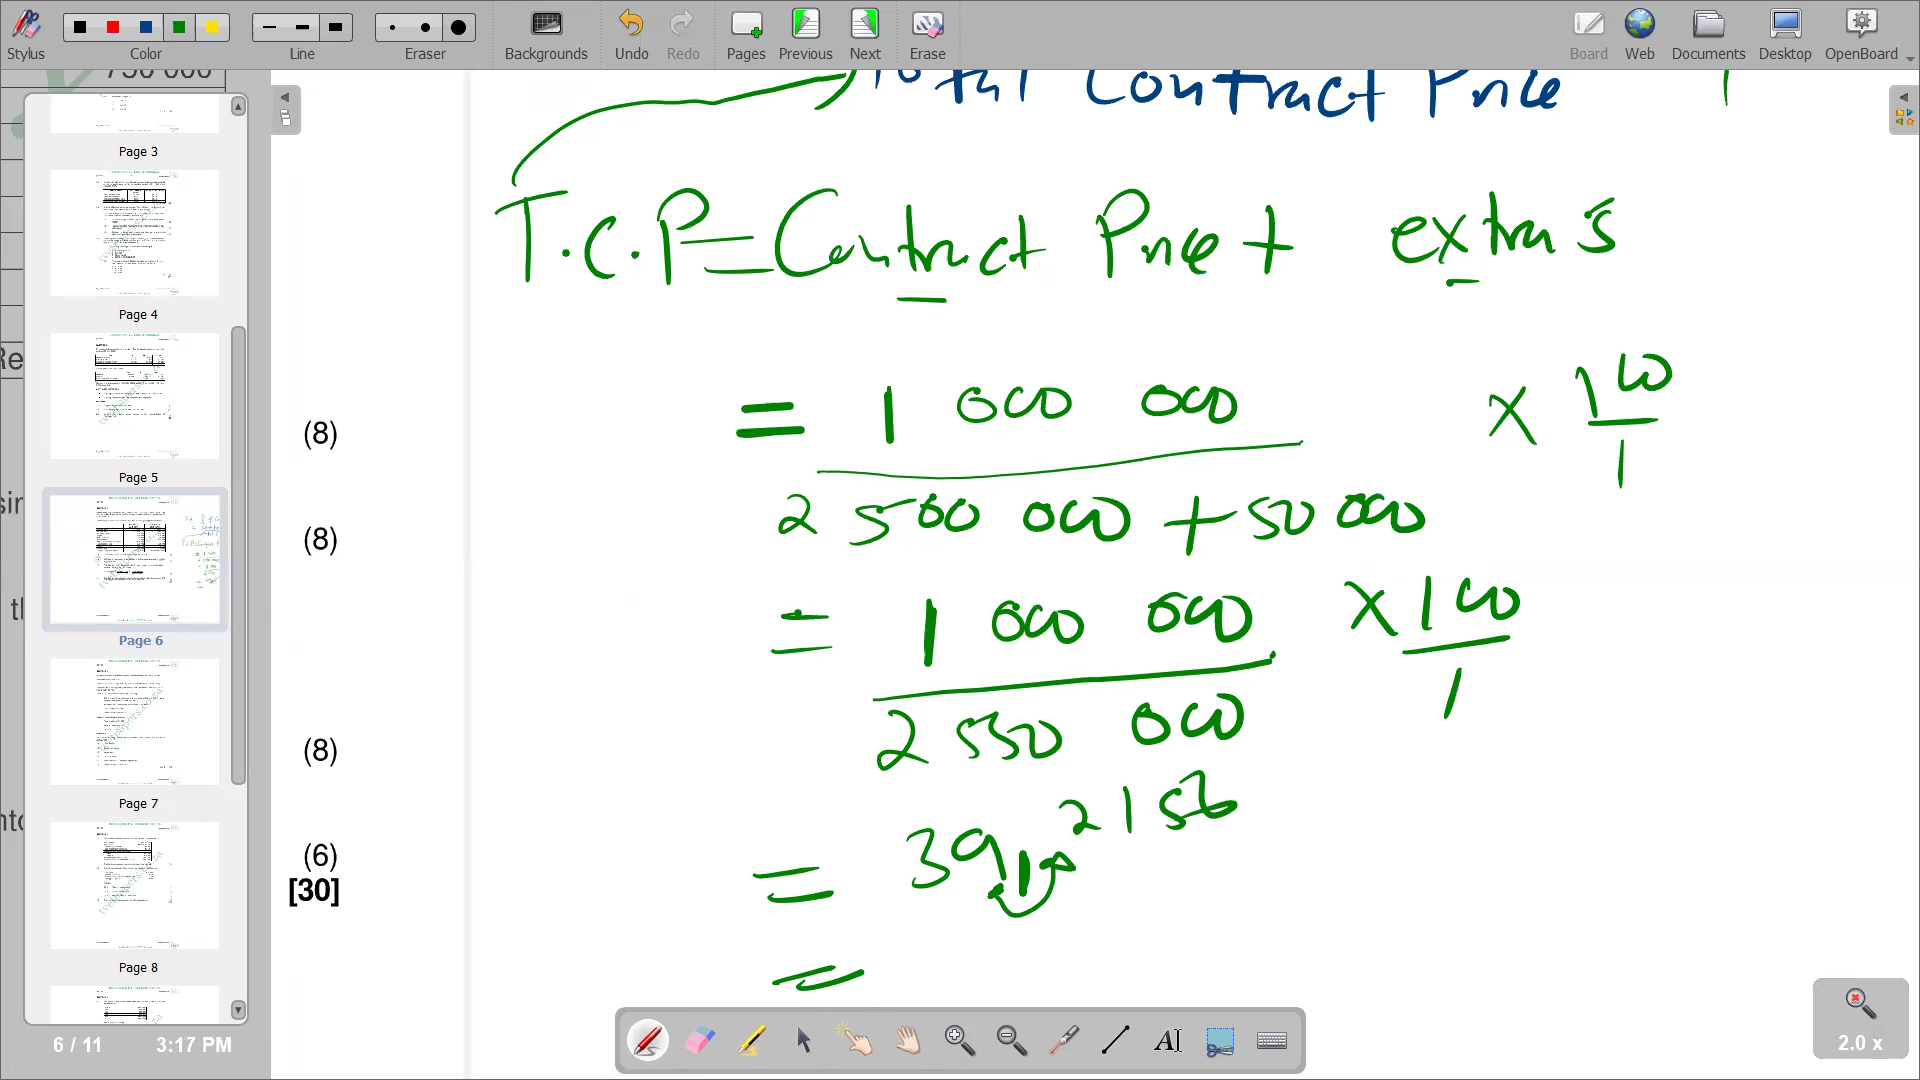 Stylus Color Line Eraser Backgrounds Undo Redo Pages Previous Next Erase Board Web Documents Desktop OpenBoard
750 000
Page 3
Page 4
Page 5
Page 6
Page 7
Page 8
6 / 11 3:17 PM
(8)
(8)
(8)
(6)
[30]
Total Contract Price
T.C.P = Contract Price + extra's
= 1 000 000 × 100
2 500 000 + 50 000 1
= 1 000 000 × 100
2 550 000 1
= 39,2156
=
2.0 x